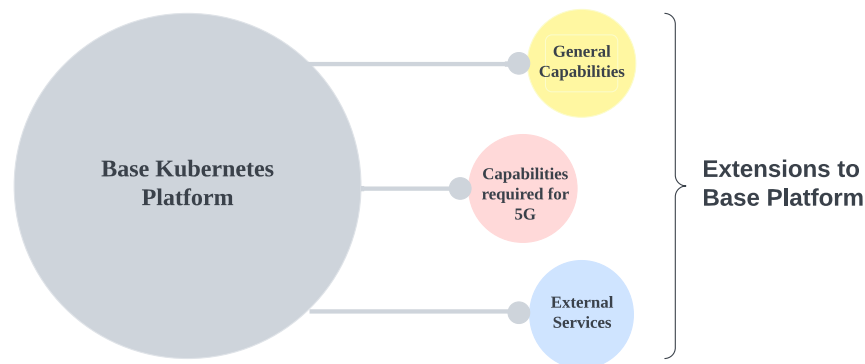 Base Kubernetes
Platform
General
Capabilities
Capabilities
required for
5G
External
Services
Extensions to
Base Platform